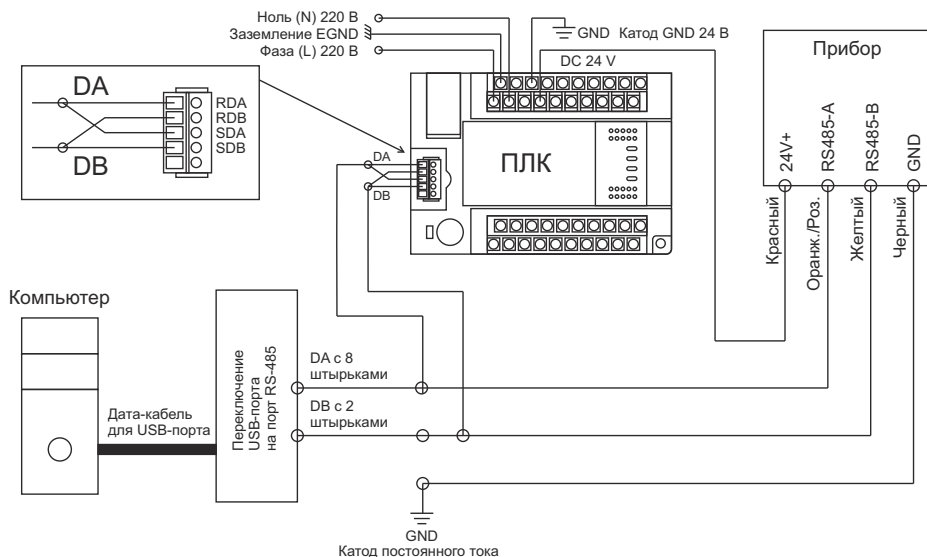 Ноль (N) 220 В
Заземление EGND
Фаза (L) 220 В
GND Катод GND 24 В
DC 24 V
Прибор
DA
DB
RDA
RDB
SDA
SDB
DA
DB
ПЛК
24V+
RS485-A
RS485-B
GND
Красный
Оранж./Роз.
Желтый
Черный
Компьютер
Дата-кабель
для USB-порта
Переключение
USB-порта
на порт RS-485
DA с 8
штырьками
DB с 2
штырьками
GND
Катод постоянного тока